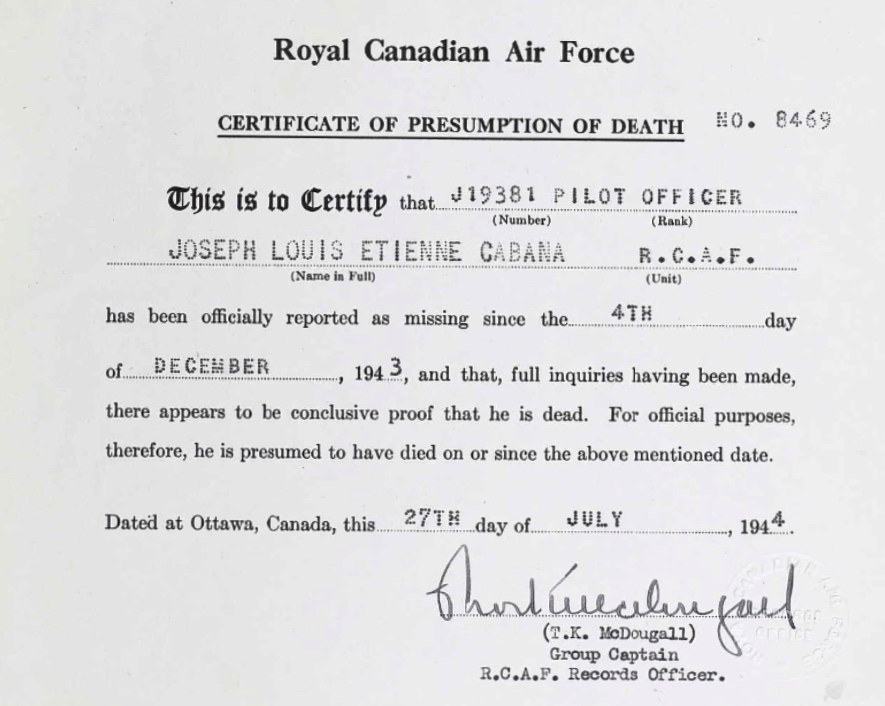 Royal Canadian Air Force
CERTIFICATE OF PRESUMPTION OF DEATH NO. 8469
This is to Certify that J19381 PILOT OFFICER
(Number) (Rank)
JOSEPH LOUIS ETIENNE CABANA R.C.A.F.
(Name in Full) (Unit)
has been officially reported as missing since the 4TH day
of DECEMBER, 1943, and that, full inquiries having been made,
there appears to be conclusive proof that he is dead. For official purposes,
therefore, he is presumed to have died on or since the above mentioned date.
Dated at Ottawa, Canada, this 27TH day of JULY, 1944.
(T.K. McDougall)
Group Captain
R.C.A.F. Records Officer.